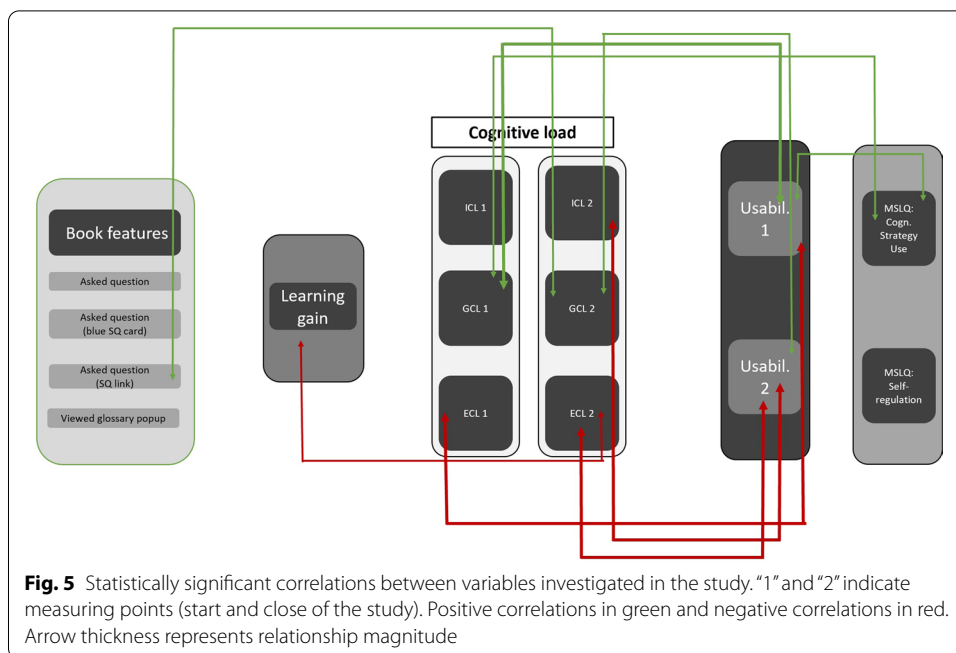 Cognitive load
Book features
Asked question
Asked question
(blue SQ card)
Asked question
(SQ link)
Viewed glossary popup
Learning
gain
ICL 1
GCL 1
ECL 1
ICL 2
GCL 2
ECL 2
Usabil.
1
Usabil.
2
MSLQ:
Cogn.
Strategy
Use
MSLQ:
Self-
regulation
Fig. 5 Statistically significant correlations between variables investigated in the study. “1” and “2” indicate
measuring points (start and close of the study). Positive correlations in green and negative correlations in red.
Arrow thickness represents relationship magnitude